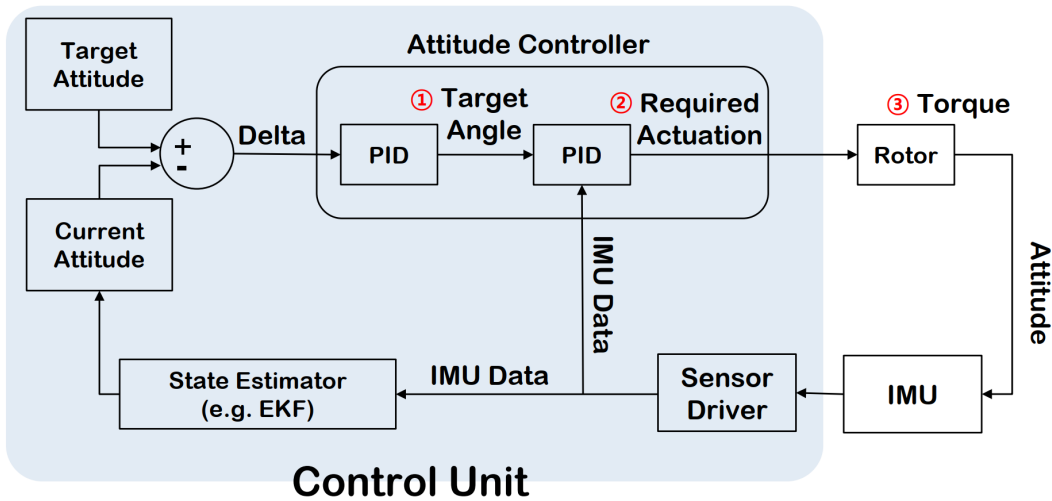 Target
Attitude
Attitude Controller
① Target
Angle
② Required
Actuation
③ Torque
+
-
Delta
PID
PID
Rotor
Current
Attitude
IMU Data
Attitude
State Estimator
(e.g. EKF)
IMU Data
Sensor
Driver
IMU
Control Unit